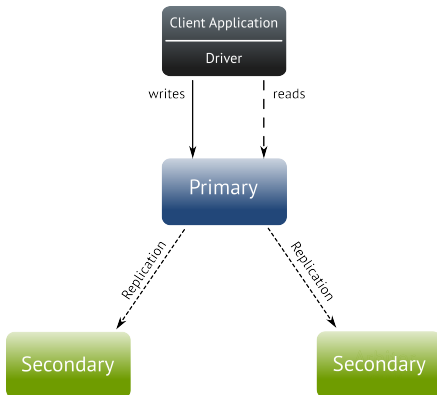 Client Application
Driver
writes
reads
Primary
Replication
Replication
Secondary
Secondary